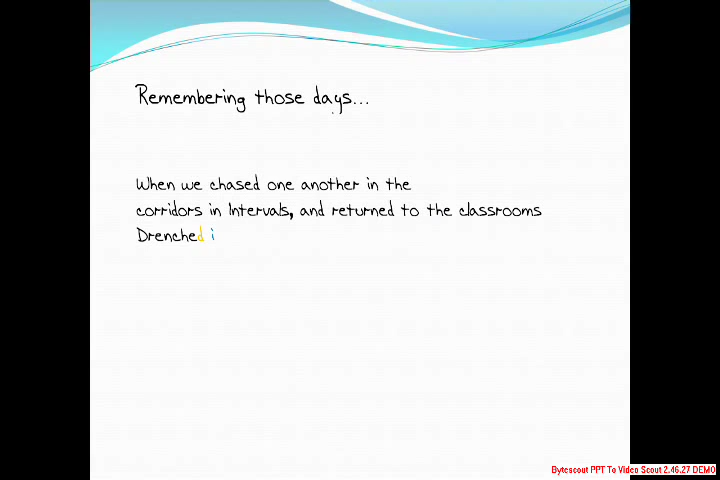 Remembering those days...
When we chased one another in the
corridors in Intervals, and returned to the classrooms
Drenched i
Bytescout PPT To Video Scout 2.46.27 DEMO